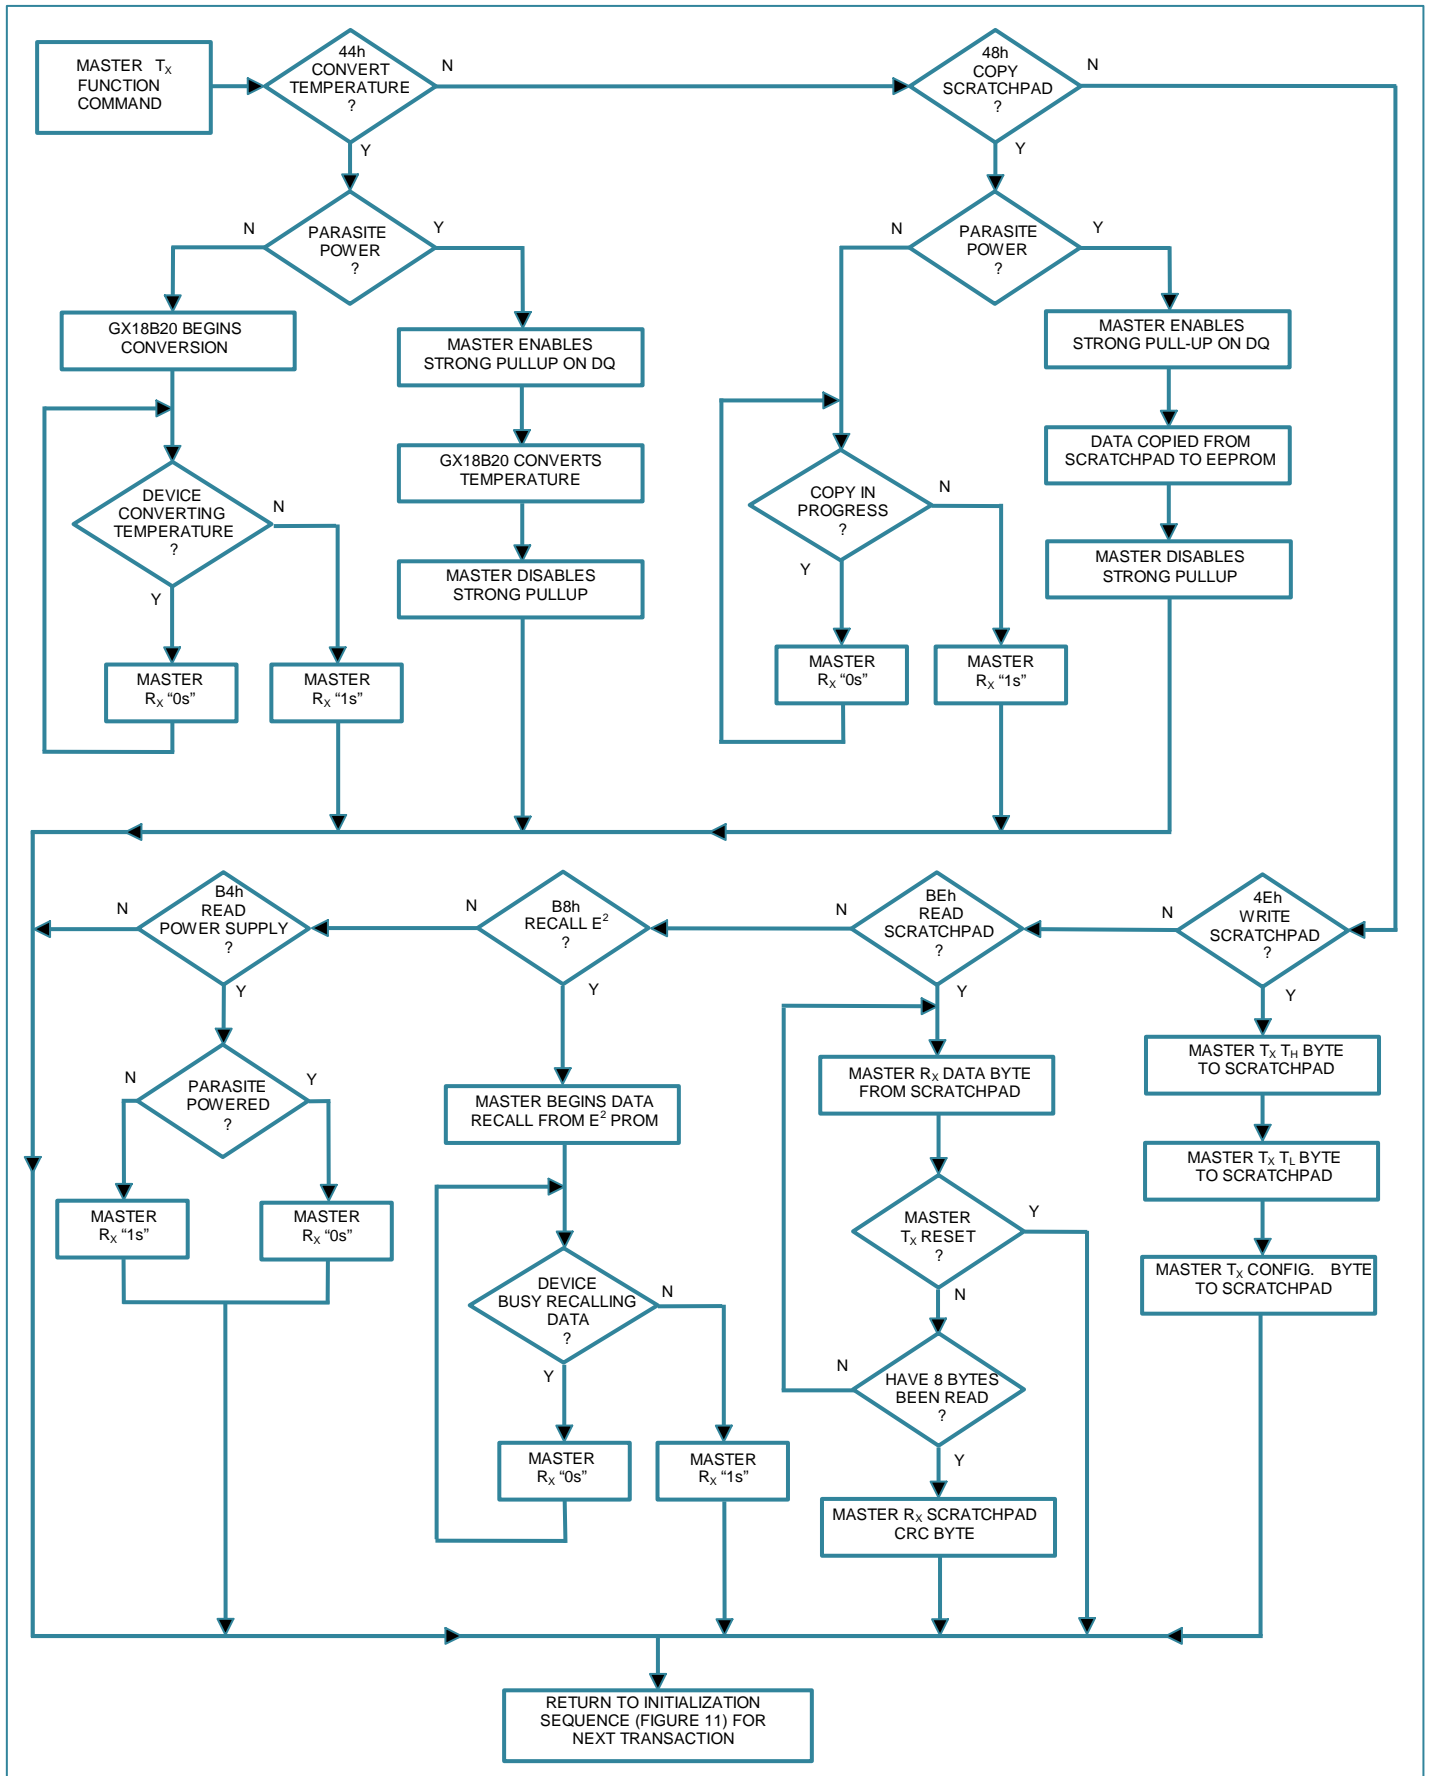 MASTER TX
FUNCTION
COMMAND
44h
CONVERT
TEMPERATURE
?
N
Y
48h
COPY
SCRATCHPAD
?
N
Y
PARASITE
POWER
?
N
Y
GX18B20 BEGINS
CONVERSION
MASTER ENABLES
STRONG PULLUP ON DQ
GX18B20 CONVERTS
TEMPERATURE
MASTER DISABLES
STRONG PULLUP
DEVICE
CONVERTING
TEMPERATURE
?
N
Y
MASTER
RX “0s”
MASTER
RX “1s”
PARASITE
POWER
?
N
Y
MASTER ENABLES
STRONG PULL-UP ON DQ
DATA COPIED FROM
SCRATCHPAD TO EEPROM
MASTER DISABLES
STRONG PULLUP
COPY IN
PROGRESS
?
N
Y
MASTER
RX “0s”
MASTER
RX “1s”
B4h
READ
POWER SUPPLY
?
N
Y
B8h
RECALL E²
?
N
Y
BEh
READ
SCRATCHPAD
?
N
Y
4Eh
WRITE
SCRATCHPAD
?
N
Y
PARASITE
POWERED
?
N
Y
MASTER
RX “1s”
MASTER
RX “0s”
MASTER BEGINS DATA
RECALL FROM E² PROM
DEVICE
BUSY RECALLING
DATA
?
N
Y
MASTER
RX “0s”
MASTER
RX “1s”
MASTER RX DATA BYTE
FROM SCRATCHPAD
MASTER
TX RESET
?
Y
N
HAVE 8 BYTES
BEEN READ
?
N
Y
MASTER RX SCRATCHPAD
CRC BYTE
MASTER TX TH BYTE
TO SCRATCHPAD
MASTER TX TL BYTE
TO SCRATCHPAD
MASTER TX CONFIG. BYTE
TO SCRATCHPAD
RETURN TO INITIALIZATION
SEQUENCE (FIGURE 11) FOR
NEXT TRANSACTION